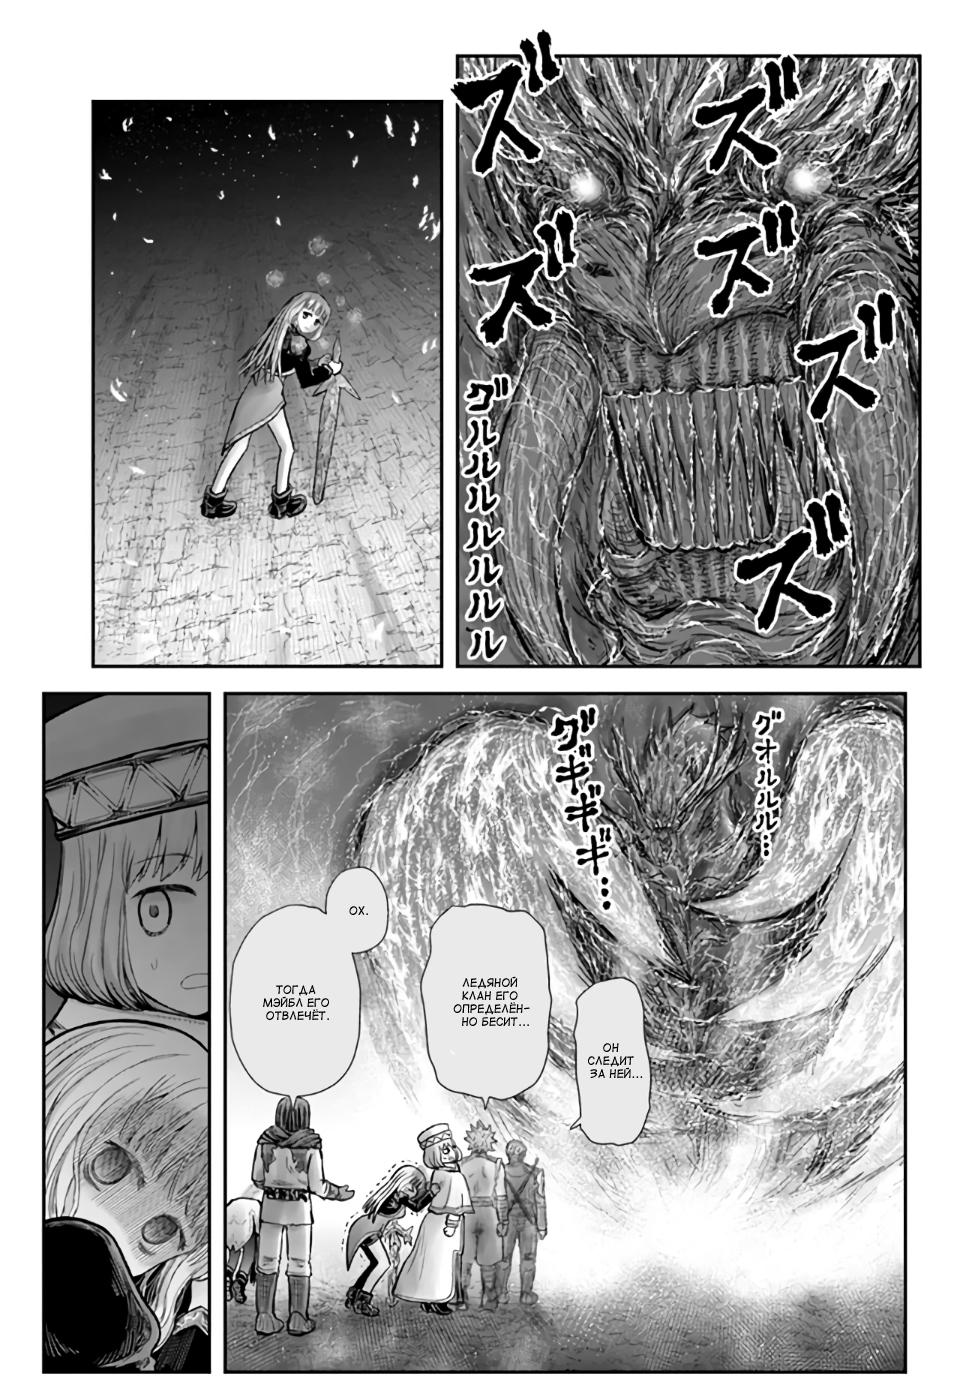 ズ
ズ
ズ
ズ
ズ
ズ
グルルルルルルル
グオルルル…
グギギギギ…
ОН
СЛЕДИТ
ЗА НЕЙ...
ЛЕДЯНОЙ
КЛАН ЕГО
ОПРЕДЕЛЁН-
НО БЕСИТ...
ОХ.
ТОГДА
МЭЙБЛ ЕГО
ОТВЛЕЧЁТ.